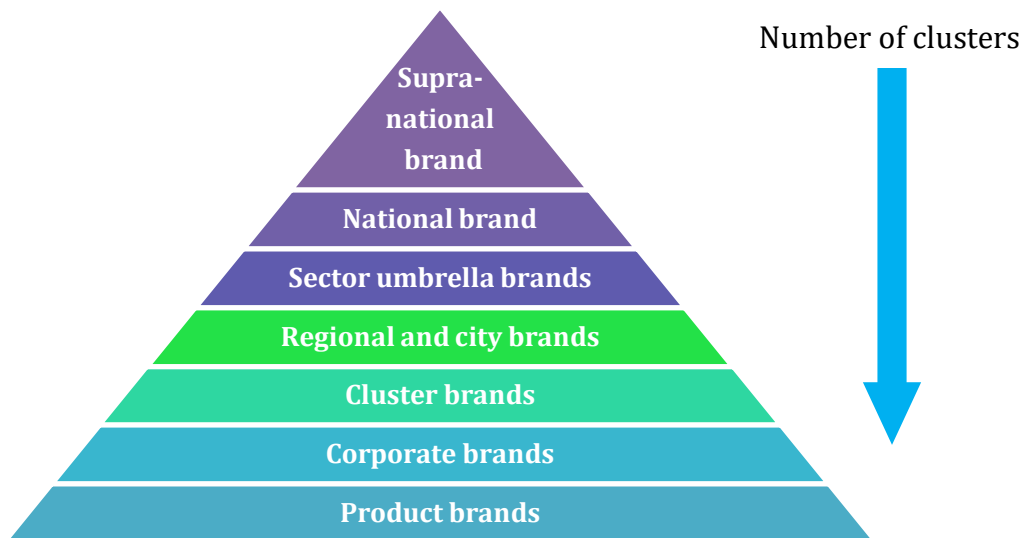 Number of clusters
Supra-
national
brand
National brand
Sector umbrella brands
Regional and city brands
Cluster brands
Corporate brands
Product brands